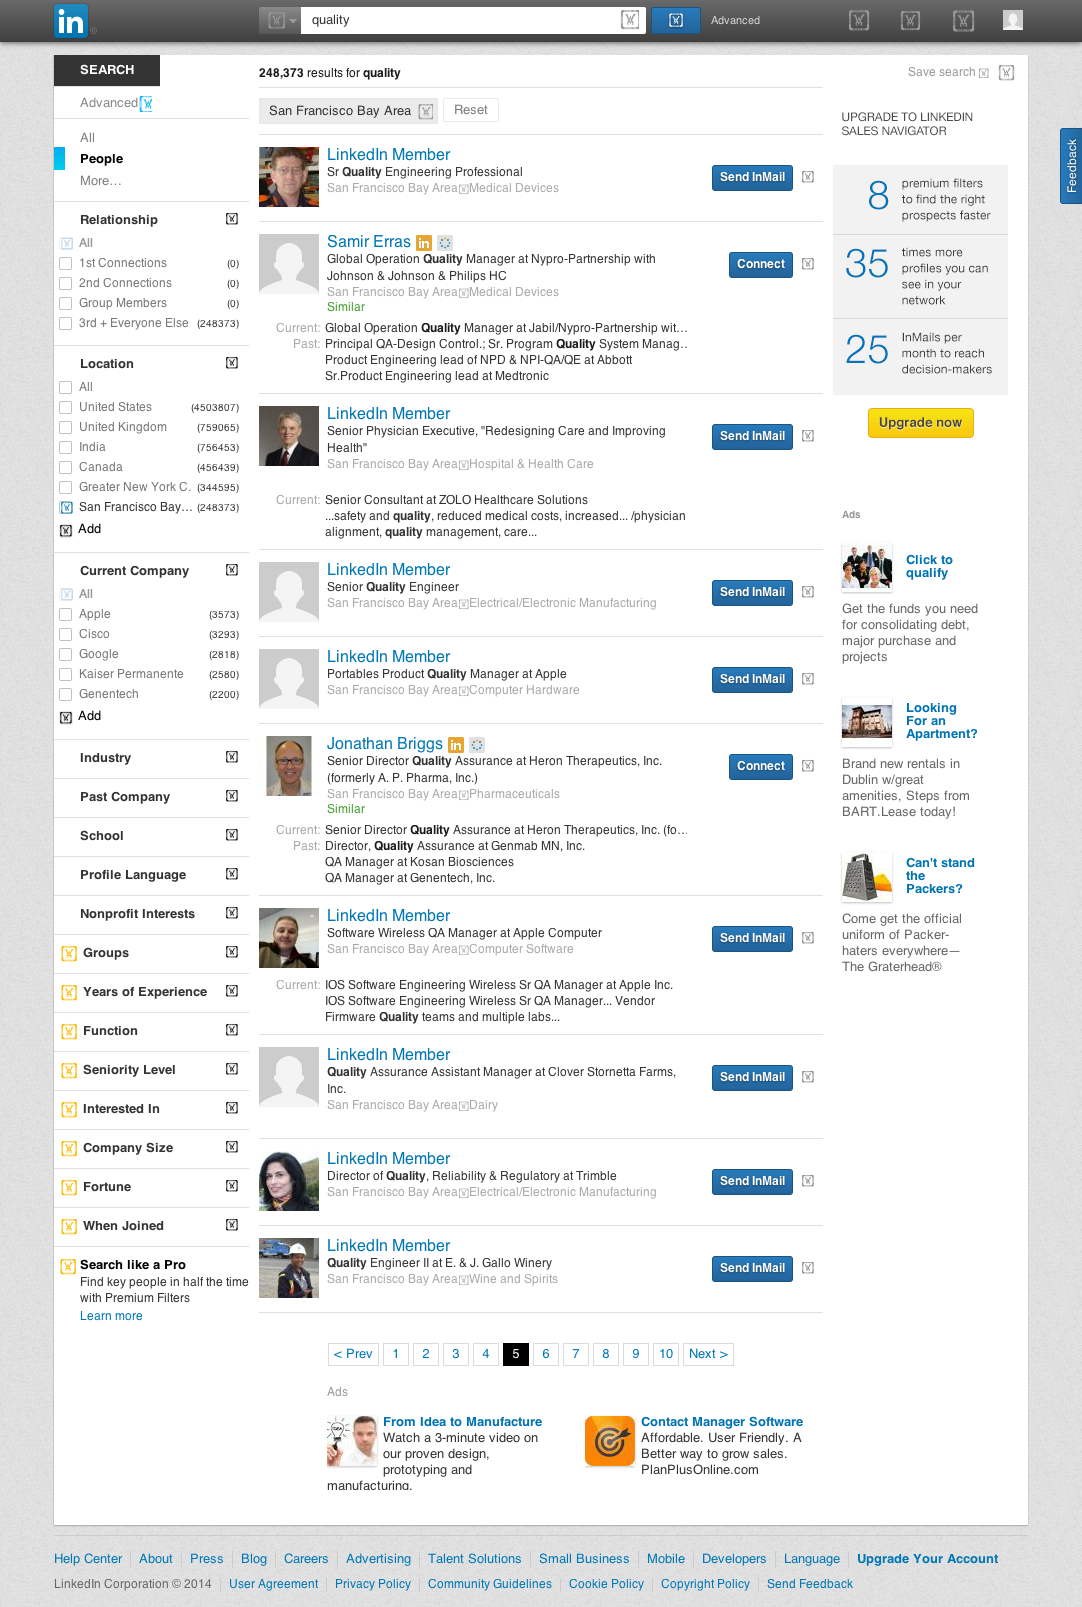 in
quality
Advanced
SEARCH
Advanced
All
People
More...
Relationship
All
1st Connections (0)
2nd Connections (0)
Group Members (0)
3rd + Everyone Else (248373)
Location
All
United States (4503807)
United Kingdom (759065)
India (756453)
Canada (456439)
Greater New York C. (344595)
San Francisco Bay... (248373)
Add
Current Company
All
Apple (3573)
Cisco (3293)
Google (2818)
Kaiser Permanente (2580)
Genentech (2200)
Add
Industry
Past Company
School
Profile Language
Nonprofit Interests
Groups
Years of Experience
Function
Seniority Level
Interested In
Company Size
Fortune
When Joined
Search like a Pro
Find key people in half the time
with Premium Filters
Learn more
248,373 results for quality
Save search
San Francisco Bay Area
Reset
LinkedIn Member
Sr Quality Engineering Professional
San Francisco Bay Area Medical Devices
Send InMail
Samir Erras
Global Operation Quality Manager at Nypro-Partnership with
Johnson & Johnson & Philips HC
San Francisco Bay Area Medical Devices
Similar
Connect
Current: Global Operation Quality Manager at Jabil/Nypro-Partnership wit...
Past: Principal QA-Design Control.; Sr. Program Quality System Manag..
Product Engineering lead of NPD & NPI-QA/QE at Abbott
Sr.Product Engineering lead at Medtronic
LinkedIn Member
Senior Physician Executive, "Redesigning Care and Improving
Health"
San Francisco Bay Area Hospital & Health Care
Send InMail
Current: Senior Consultant at ZOLO Healthcare Solutions
...safety and quality, reduced medical costs, increased... /physician
alignment, quality management, care...
LinkedIn Member
Senior Quality Engineer
San Francisco Bay Area Electrical/Electronic Manufacturing
Send InMail
LinkedIn Member
Portables Product Quality Manager at Apple
San Francisco Bay Area Computer Hardware
Send InMail
Jonathan Briggs
Senior Director Quality Assurance at Heron Therapeutics, Inc.
(formerly A. P. Pharma, Inc.)
San Francisco Bay Area Pharmaceuticals
Similar
Connect
Current: Senior Director Quality Assurance at Heron Therapeutics, Inc. (fo...
Past: Director, Quality Assurance at Genmab MN, Inc.
QA Manager at Kosan Biosciences
QA Manager at Genentech, Inc.
LinkedIn Member
Software Wireless QA Manager at Apple Computer
San Francisco Bay Area Computer Software
Send InMail
Current: IOS Software Engineering Wireless Sr QA Manager at Apple Inc.
IOS Software Engineering Wireless Sr QA Manager... Vendor
Firmware Quality teams and multiple labs...
LinkedIn Member
Quality Assurance Assistant Manager at Clover Stornetta Farms,
Inc.
San Francisco Bay Area Dairy
Send InMail
LinkedIn Member
Director of Quality, Reliability & Regulatory at Trimble
San Francisco Bay Area Electrical/Electronic Manufacturing
Send InMail
LinkedIn Member
Quality Engineer II at E. & J. Gallo Winery
San Francisco Bay Area Wine and Spirits
Send InMail
< Prev 1 2 3 4 5 6 7 8 9 10 Next >
Ads
From Idea to Manufacture
Watch a 3-minute video on
our proven design,
prototyping and
manufacturing.
Contact Manager Software
Affordable. User Friendly. A
Better way to grow sales.
PlanPlusOnline.com
UPGRADE TO LINKEDIN
SALES NAVIGATOR
8 premium filters
to find the right
prospects faster
35 times more
profiles you can
see in your
network
25 InMails per
month to reach
decision-makers
Upgrade now
Feedback
Ads
Click to
qualify
Get the funds you need
for consolidating debt,
major purchase and
projects
Looking
For an
Apartment?
Brand new rentals in
Dublin w/great
amenities, Steps from
BART.Lease today!
Can't stand
the
Packers?
Come get the official
uniform of Packer-
haters everywhere—
The Graterhead®
Help Center About Press Blog Careers Advertising Talent Solutions Small Business Mobile Developers Language Upgrade Your Account
LinkedIn Corporation © 2014 User Agreement Privacy Policy Community Guidelines Cookie Policy Copyright Policy Send Feedback